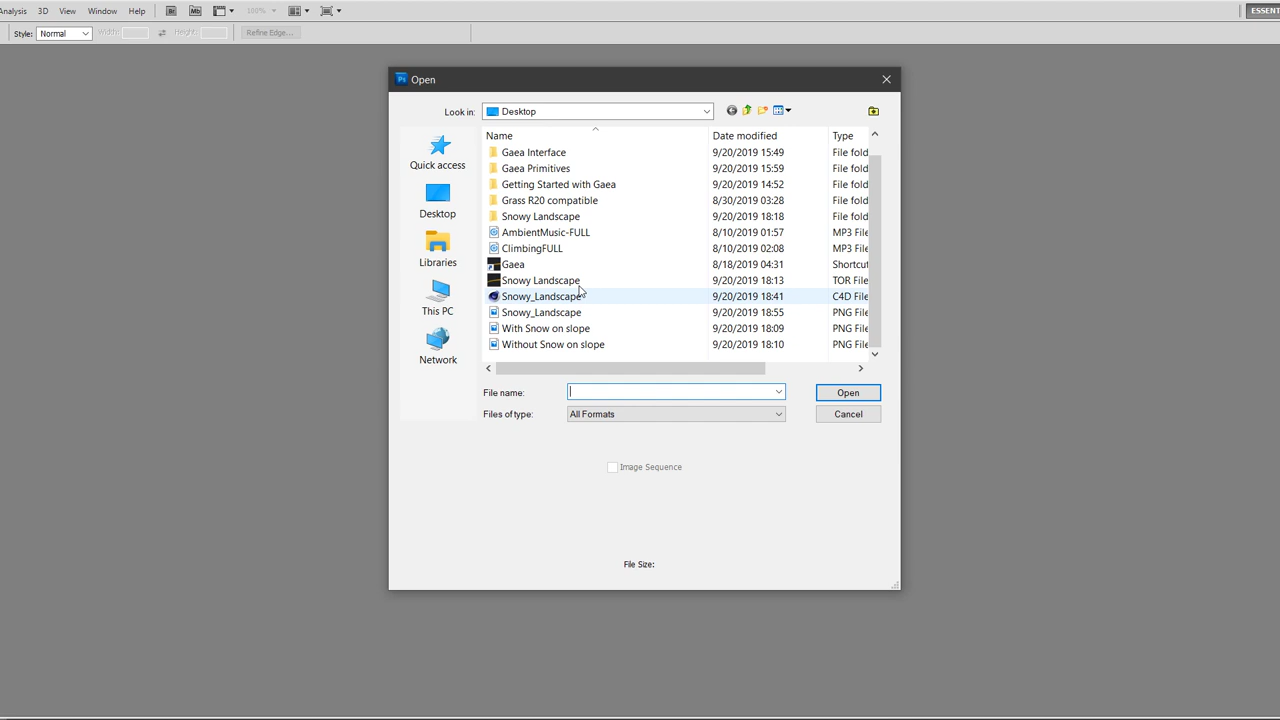 Analysis 3D View Window Help Br Mb 100% ESSENT
Style: Normal Width: Height: Refine Edge...
Ps Open
Look in: Desktop
Name Date modified Type
Gaea Interface 9/20/2019 15:49 File fold
Gaea Primitives 9/20/2019 15:59 File fold
Getting Started with Gaea 9/20/2019 14:52 File fold
Grass R20 compatible 8/30/2019 03:28 File fold
Snowy Landscape 9/20/2019 18:18 File fold
AmbientMusic-FULL 8/10/2019 01:57 MP3 File
ClimbingFULL 8/10/2019 02:08 MP3 File
Gaea 8/18/2019 04:31 Shortcut
Snowy Landscape 9/20/2019 18:13 TOR File
Snowy_Landscape 9/20/2019 18:41 C4D File
Snowy_Landscape 9/20/2019 18:55 PNG File
With Snow on slope 9/20/2019 18:09 PNG File
Without Snow on slope 9/20/2019 18:10 PNG File
Quick access
Desktop
Libraries
This PC
Network
File name: Open
Files of type: All Formats Cancel
Image Sequence
File Size: